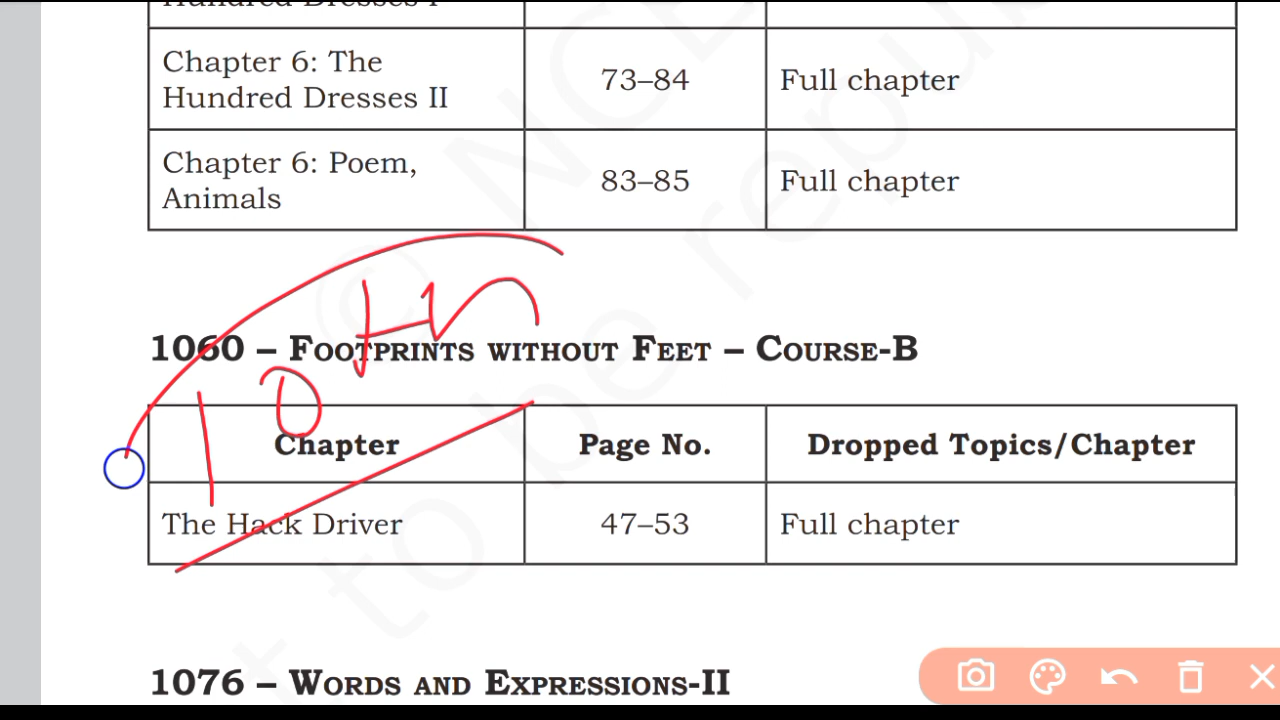 Hundred Dresses I
Chapter 6: The
Hundred Dresses II
73–84
Full chapter
Chapter 6: Poem,
Animals
83–85
Full chapter
10th
1060 – Footprints without Feet – Course-B
Chapter
Page No.
Dropped Topics/Chapter
The Hack Driver
47–53
Full chapter
1076 – Words and Expressions-II